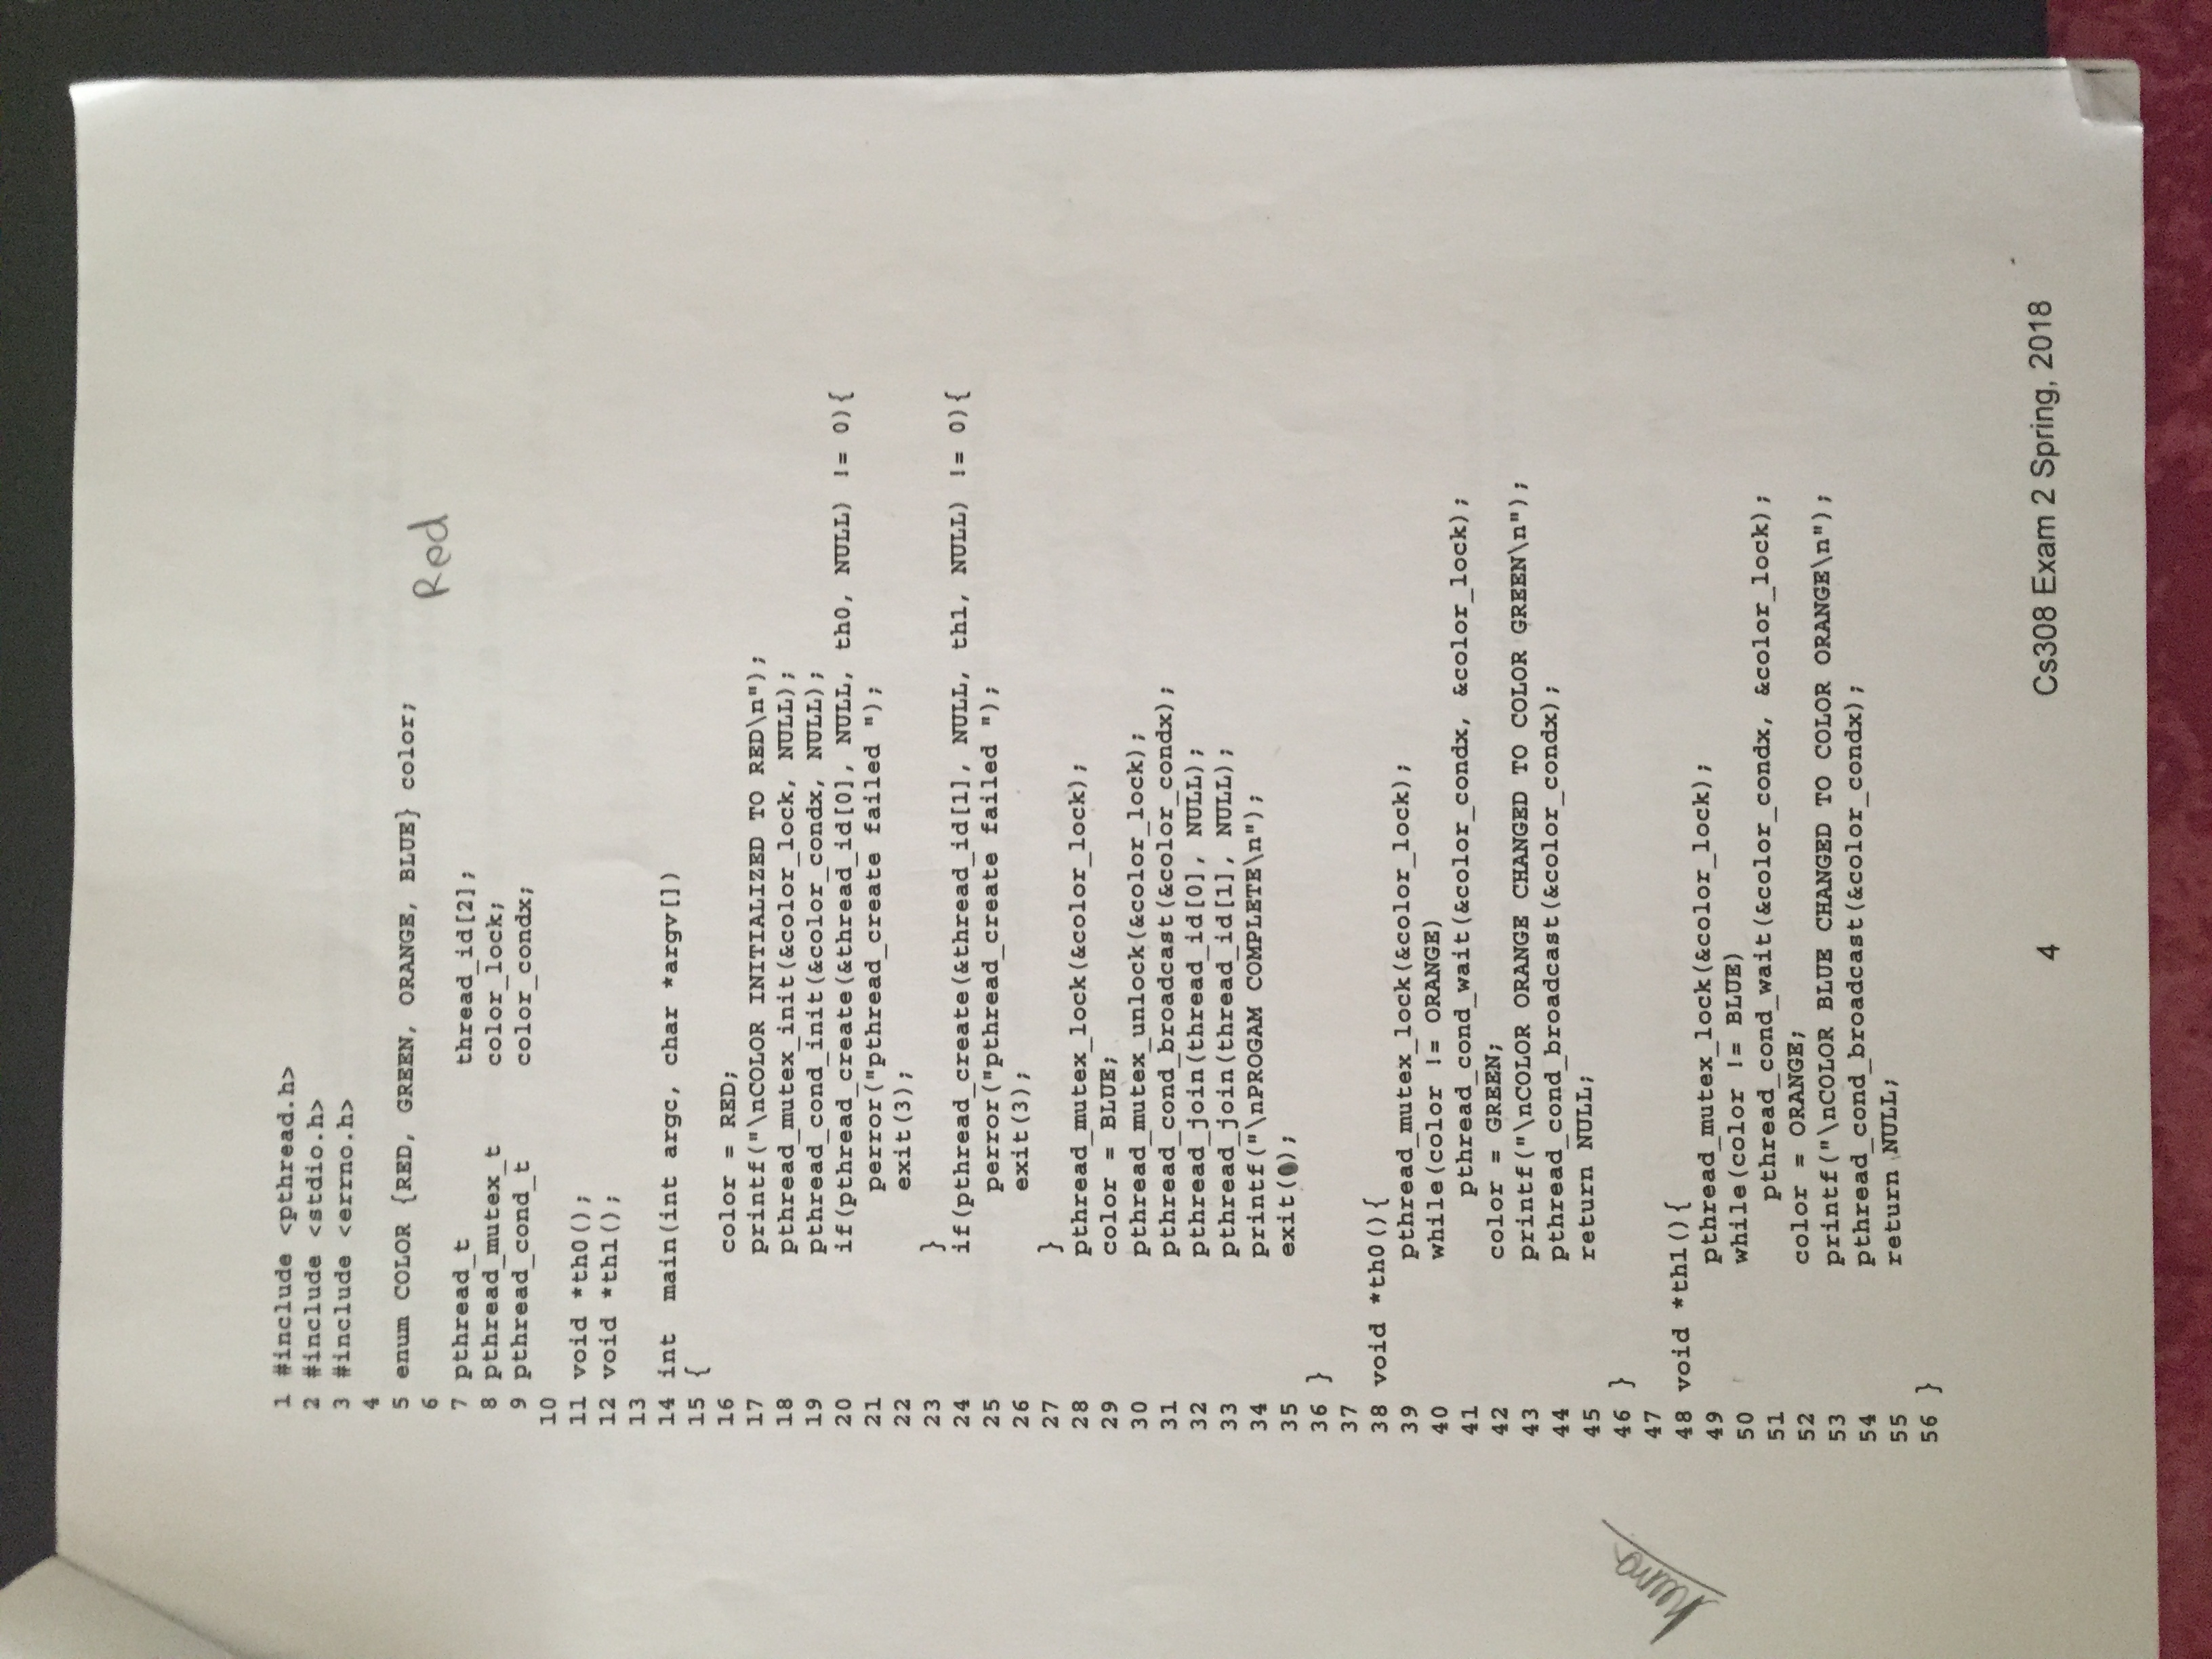 1 #include <pthread.h>
2 #include <stdio.h>
3 #include <errno.h>
4
5 enum COLOR {RED, GREEN, ORANGE, BLUE} color;
6
Red
7 pthread_t thread_id[2];
8 pthread_mutex_t color_lock;
9 pthread_cond_t color_condx;
10
11 void *th0();
12 void *th1();
13
14 int main(int argc, char *argv[])
15 {
16 color = RED;
17 printf("\nCOLOR INITIALIZED TO RED\n");
18 pthread_mutex_init(&color_lock, NULL);
19 pthread_cond_init(&color_condx, NULL);
20 if(pthread_create(&thread_id[0], NULL, th0, NULL) != 0){
21 perror("pthread_create failed ");
22 exit(3);
23 }
24 if(pthread_create(&thread_id[1], NULL, th1, NULL) != 0){
25 perror("pthread_create failed ");
26 exit(3);
27 }
28 pthread_mutex_lock(&color_lock);
29 color = BLUE;
30 pthread_mutex_unlock(&color_lock);
31 pthread_cond_broadcast(&color_condx);
32 pthread_join(thread_id[0], NULL);
33 pthread_join(thread_id[1], NULL);
34 printf("\nPROGAM COMPLETE\n");
35 exit(0);
36 }
37
38 void *th0(){
39 pthread_mutex_lock(&color_lock);
40 while(color != ORANGE)
41 pthread_cond_wait(&color_condx, &color_lock);
42 color = GREEN;
43 printf("\nCOLOR ORANGE CHANGED TO COLOR GREEN\n");
44 pthread_cond_broadcast(&color_condx);
45 return NULL;
46 }
47
48 void *th1(){
49 pthread_mutex_lock(&color_lock);
50 while(color != BLUE)
51 pthread_cond_wait(&color_condx, &color_lock);
52 color = ORANGE;
53 printf("\nCOLOR BLUE CHANGED TO COLOR ORANGE\n");
54 pthread_cond_broadcast(&color_condx);
55 return NULL;
56 }
4 Cs308 Exam 2 Spring, 2018